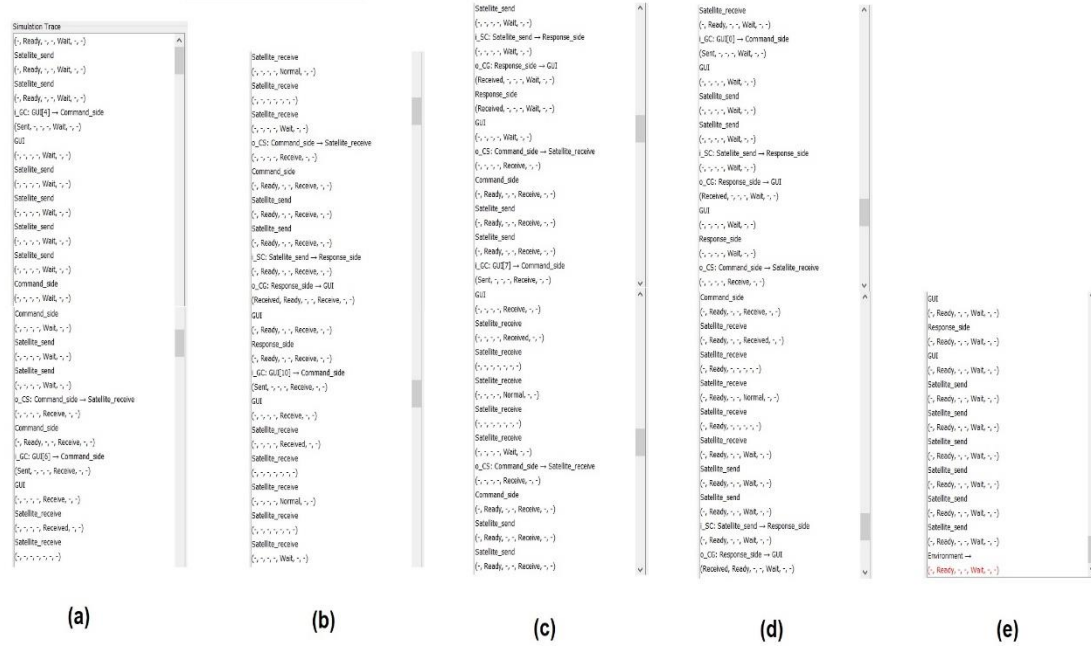 Simulation Trace
(-, Ready, -, -, Wait, -, -)
Satellite_send
(-, Ready, -, -, Wait, -, -)
Satellite_send
(-, Ready, -, -, Wait, -, -)
i_GC: GUI[4] → Command_side
(Sent, -, -, -, Wait, -, -)
GUI
(-, -, -, -, Wait, -, -)
Satellite_send
(-, -, -, -, Wait, -, -)
Satellite_send
(-, -, -, -, Wait, -, -)
Satellite_send
(-, -, -, -, Wait, -, -)
Satellite_send
(-, -, -, -, Wait, -, -)
Command_side
(-, -, -, -, Wait, -, -)
Command_side
(-, -, -, -, Wait, -, -)
Satellite_send
(-, -, -, -, Wait, -, -)
Satellite_send
(-, -, -, -, Wait, -, -)
o_CS: Command_side → Satellite_receive
(-, -, -, -, Receive, -, -)
Command_side
(-, Ready, -, -, Receive, -, -)
i_GC: GUI[6] → Command_side
(Sent, -, -, -, Receive, -, -)
GUI
(-, -, -, -, Receive, -, -)
Satellite_receive
(-, -, -, -, Received, -, -)
Satellite_receive
(-, -, -, -, -, -, -)
(a)
Satellite_receive
(-, -, -, -, Normal, -, -)
Satellite_receive
(-, -, -, -, -, -, -)
Satellite_receive
(-, -, -, -, Wait, -, -)
o_CS: Command_side → Satellite_receive
(-, -, -, -, Receive, -, -)
Command_side
(-, Ready, -, -, Receive, -, -)
Satellite_send
(-, Ready, -, -, Receive, -, -)
Satellite_send
(-, Ready, -, -, Receive, -, -)
i_SC: Satellite_send → Response_side
(-, Ready, -, -, Receive, -, -)
o_CG: Response_side → GUI
(Received, Ready, -, -, Receive, -, -)
GUI
(-, Ready, -, -, Receive, -, -)
Response_side
(-, Ready, -, -, Receive, -, -)
i_GC: GUI[10] → Command_side
(Sent, -, -, -, Receive, -, -)
GUI
(-, -, -, -, Receive, -, -)
Satellite_receive
(-, -, -, -, Received, -, -)
Satellite_receive
(-, -, -, -, -, -, -)
Satellite_receive
(-, -, -, -, Normal, -, -)
Satellite_receive
(-, -, -, -, -, -, -)
Satellite_receive
(-, -, -, -, Wait, -, -)
(b)
Satellite_send
(-, -, -, -, Wait, -, -)
i_SC: Satellite_send → Response_side
(-, -, -, -, Wait, -, -)
o_CG: Response_side → GUI
(Received, -, -, -, Wait, -, -)
Response_side
(Received, -, -, -, Wait, -, -)
GUI
(-, -, -, -, Wait, -, -)
o_CS: Command_side → Satellite_receive
(-, -, -, -, Receive, -, -)
Command_side
(-, Ready, -, -, Receive, -, -)
Satellite_send
(-, Ready, -, -, Receive, -, -)
Satellite_send
(-, Ready, -, -, Receive, -, -)
i_GC: GUI[7] → Command_side
(Sent, -, -, -, Receive, -, -)
GUI
(-, -, -, -, Receive, -, -)
Satellite_receive
(-, -, -, -, Received, -, -)
Satellite_receive
(-, -, -, -, -, -, -)
Satellite_receive
(-, -, -, -, Normal, -, -)
Satellite_receive
(-, -, -, -, -, -, -)
Satellite_receive
(-, -, -, -, Wait, -, -)
o_CS: Command_side → Satellite_receive
(-, -, -, -, Receive, -, -)
Command_side
(-, Ready, -, -, Receive, -, -)
Satellite_send
(-, Ready, -, -, Receive, -, -)
Satellite_send
(-, Ready, -, -, Receive, -, -)
(c)
Satellite_receive
(-, Ready, -, -, Wait, -, -)
i_GC: GUI[0] → Command_side
(Sent, -, -, -, Wait, -, -)
GUI
(-, -, -, -, Wait, -, -)
Satellite_send
(-, -, -, -, Wait, -, -)
Satellite_send
(-, -, -, -, Wait, -, -)
i_SC: Satellite_send → Response_side
(-, -, -, -, Wait, -, -)
o_CG: Response_side → GUI
(Received, -, -, -, Wait, -, -)
GUI
(-, -, -, -, Wait, -, -)
Response_side
(-, -, -, -, Wait, -, -)
o_CS: Command_side → Satellite_receive
(-, -, -, -, Receive, -, -)
Command_side
(-, Ready, -, -, Receive, -, -)
Satellite_receive
(-, Ready, -, -, Received, -, -)
Satellite_receive
(-, Ready, -, -, -, -, -)
Satellite_receive
(-, Ready, -, -, Normal, -, -)
Satellite_receive
(-, Ready, -, -, -, -, -)
Satellite_receive
(-, Ready, -, -, Wait, -, -)
Satellite_send
(-, Ready, -, -, Wait, -, -)
Satellite_send
(-, Ready, -, -, Wait, -, -)
i_SC: Satellite_send → Response_side
(-, Ready, -, -, Wait, -, -)
o_CG: Response_side → GUI
(Received, Ready, -, -, Wait, -, -)
(d)
GUI
(-, Ready, -, -, Wait, -, -)
Response_side
(-, Ready, -, -, Wait, -, -)
GUI
(-, Ready, -, -, Wait, -, -)
Satellite_send
(-, Ready, -, -, Wait, -, -)
Satellite_send
(-, Ready, -, -, Wait, -, -)
Satellite_send
(-, Ready, -, -, Wait, -, -)
Satellite_send
(-, Ready, -, -, Wait, -, -)
Satellite_send
(-, Ready, -, -, Wait, -, -)
Satellite_send
(-, Ready, -, -, Wait, -, -)
Environment →
(-, Ready, -, -, Wait, -, -)
(e)